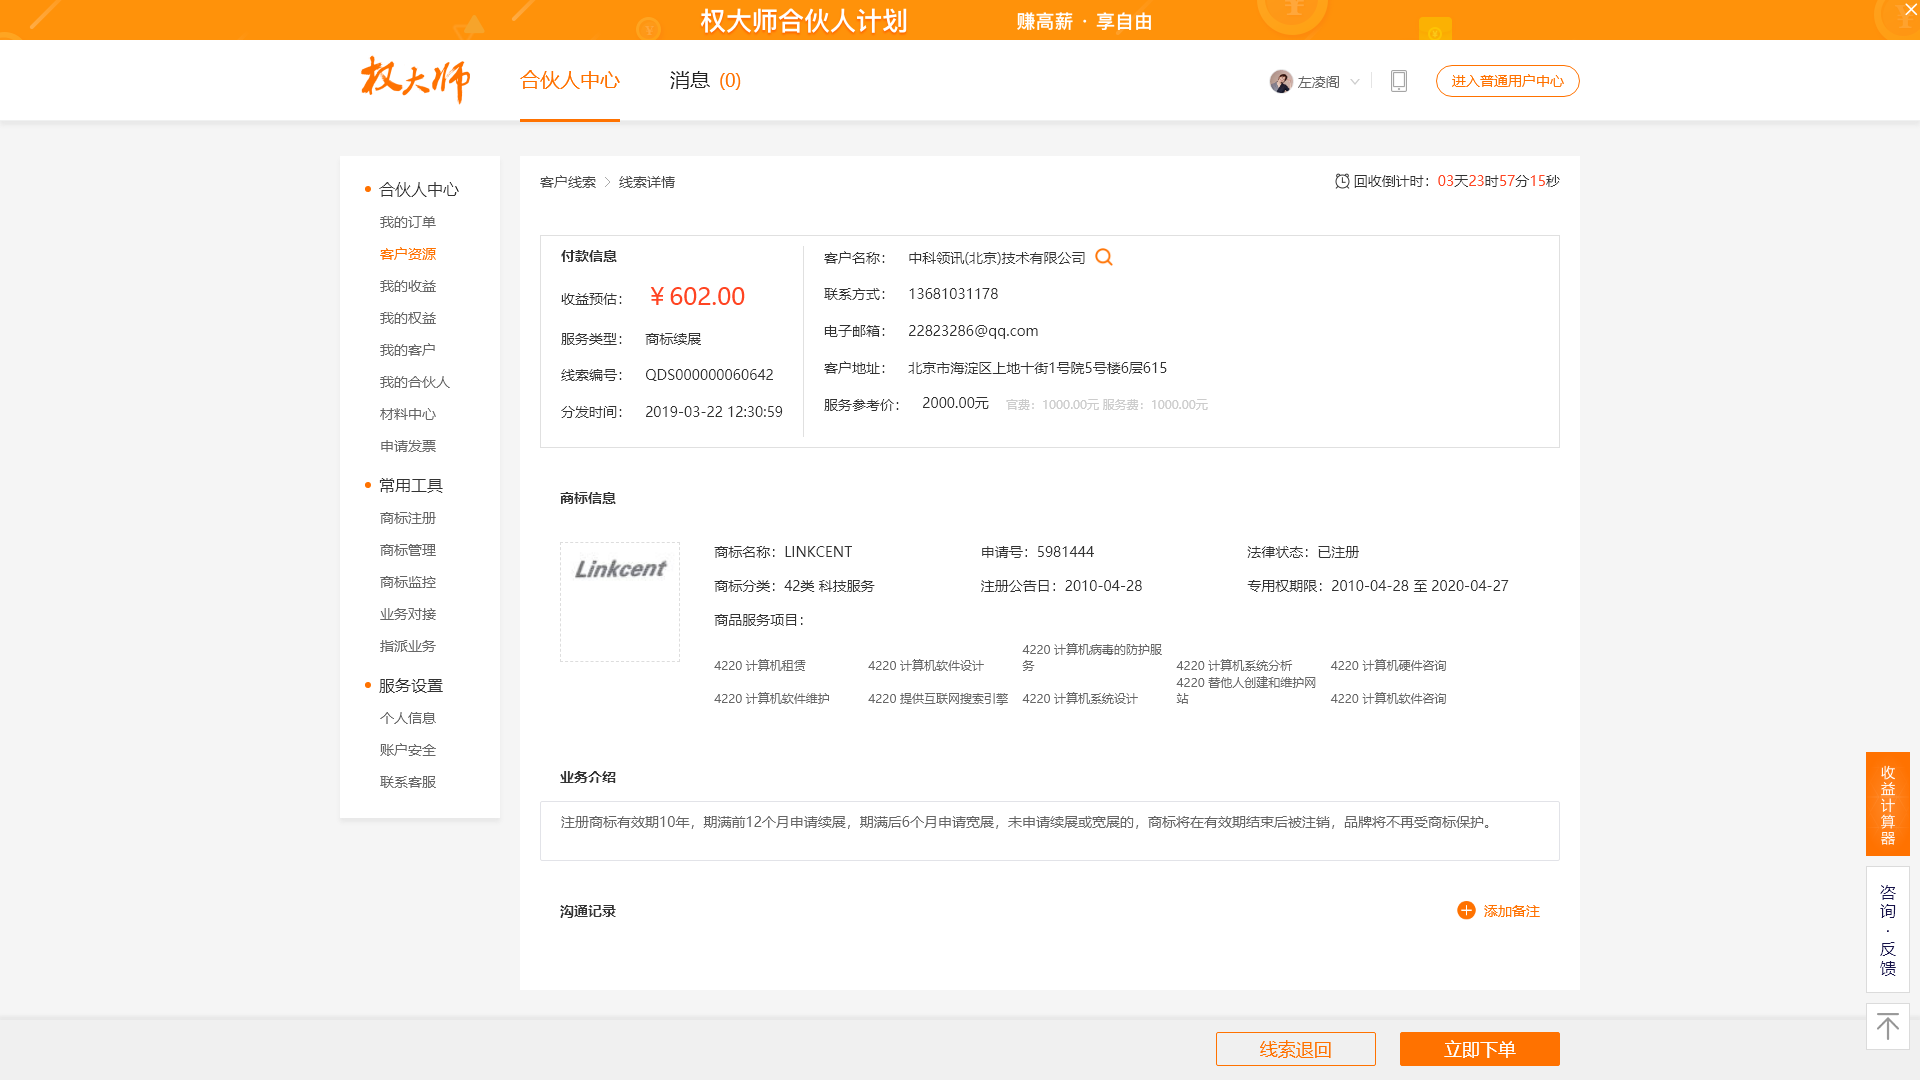 权大师合伙人计划 赚高薪 · 享自由
权大师 合伙人中心 消息 (0) 左凌阁 进入普通用户中心
合伙人中心
我的订单
客户资源
我的收益
我的权益
我的客户
我的合伙人
材料中心
申请发票
常用工具
商标注册
商标管理
商标监控
业务对接
指派业务
服务设置
个人信息
账户安全
联系客服
客户线索 > 线索详情 回收倒计时：03天23时57分15秒
付款信息
收益预估： ￥602.00
服务类型： 商标续展
线索编号： QDS000000060642
分发时间： 2019-03-22 12:30:59
客户名称： 中科领讯(北京)技术有限公司
联系方式： 13681031178
电子邮箱： 22823286@qq.com
客户地址： 北京市海淀区上地十街1号院5号楼6层615
服务参考价： 2000.00元 官费：1000.00元 服务费：1000.00元
商标信息
Linkcent
商标名称：LINKCENT 申请号：5981444 法律状态：已注册
商标分类：42类 科技服务 注册公告日：2010-04-28 专用权期限：2010-04-28 至 2020-04-27
商品服务项目：
4220 计算机租赁 4220 计算机软件设计 4220 计算机病毒的防护服务 4220 计算机系统分析 4220 计算机硬件咨询
4220 计算机软件维护 4220 提供互联网搜索引擎 4220 计算机系统设计 4220 替他人创建和维护网站 4220 计算机软件咨询
业务介绍
注册商标有效期10年，期满前12个月申请续展，期满后6个月申请宽展，未申请续展或宽展的，商标将在有效期结束后被注销，品牌将不再受商标保护。
沟通记录 添加备注
收益计算器
咨询·反馈
线索退回 立即下单